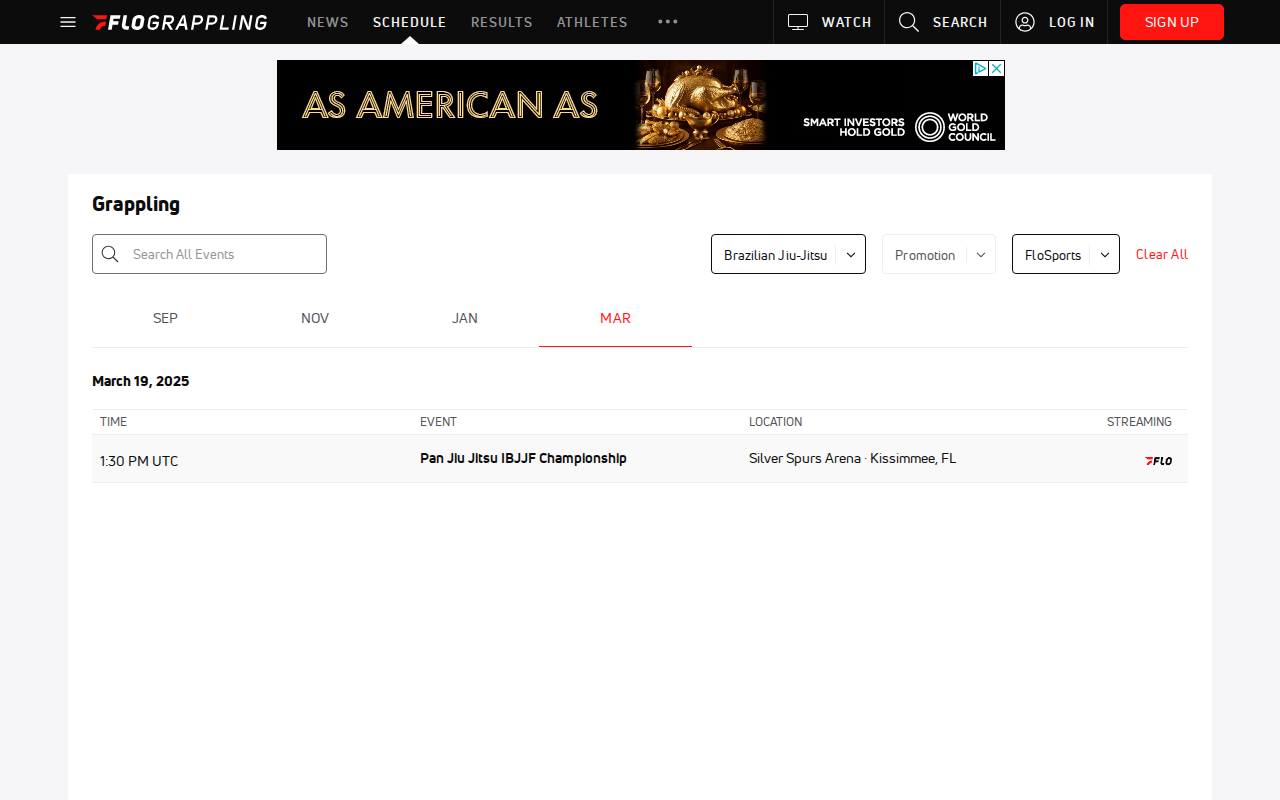 FLOGRAPPLING NEWS SCHEDULE RESULTS ATHLETES ••• WATCH SEARCH LOG IN SIGN UP
AS AMERICAN AS
SMART INVESTORS
HOLD GOLD
WORLD
GOLD
COUNCIL
Grappling
Search All Events
Brazilian Jiu-Jitsu Promotion FloSports Clear All
SEP NOV JAN MAR
March 19, 2025
TIME EVENT LOCATION STREAMING
1:30 PM UTC Pan Jiu Jitsu IBJJF Championship Silver Spurs Arena · Kissimmee, FL FLO